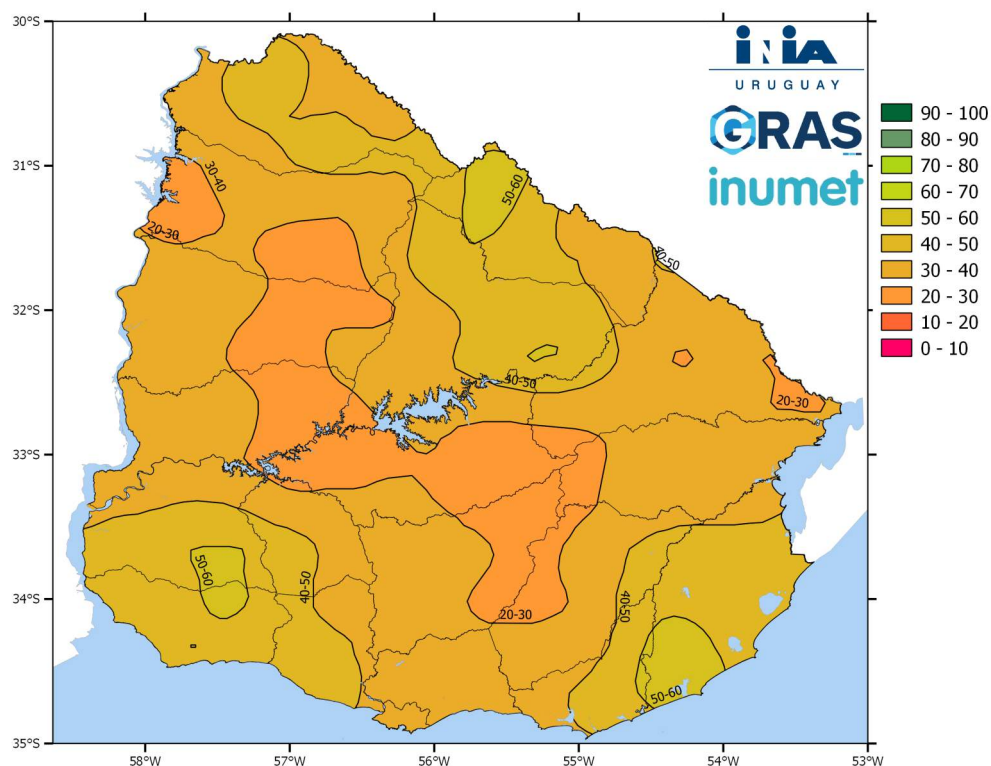 30°S
31°S
32°S
33°S
34°S
35°S
58°W
57°W
56°W
55°W
54°W
53°W
INIA
URUGUAY
GRAS
inumet
90 - 100
80 - 90
70 - 80
60 - 70
50 - 60
40 - 50
30 - 40
20 - 30
10 - 20
0 - 10
30-40
20-30
50-60
40-50
40-50
20-30
50-60
40-50
20-30
40-50
50-60